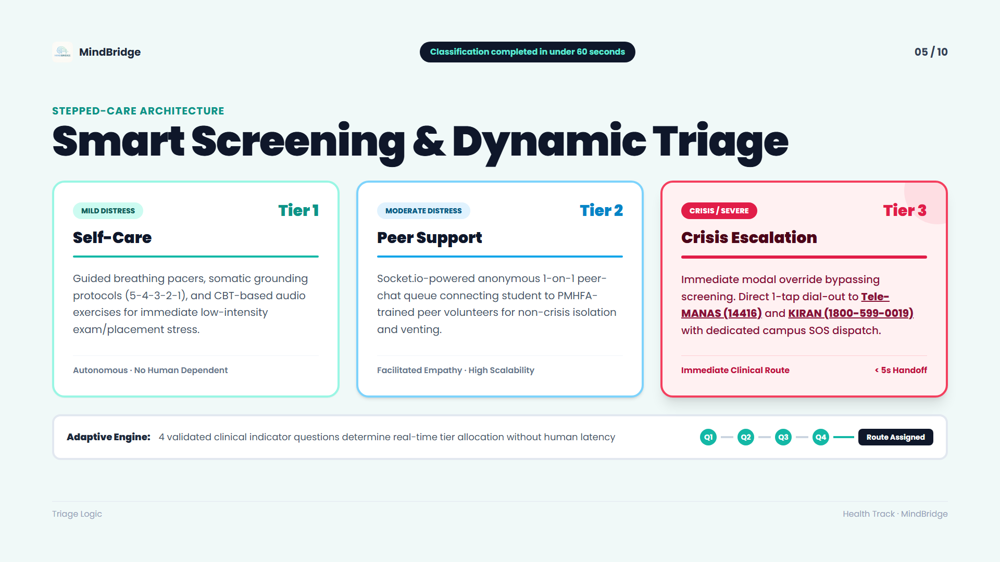 MindBridge
Classification completed in under 60 seconds
05 / 10
STEPPED-CARE ARCHITECTURE
Smart Screening & Dynamic Triage
MILD DISTRESS
Tier 1
Self-Care
Guided breathing pacers, somatic grounding
protocols (5-4-3-2-1), and CBT-based audio
exercises for immediate low-intensity
exam/placement stress.
Autonomous · No Human Dependent
MODERATE DISTRESS
Tier 2
Peer Support
Socket.io-powered anonymous 1-on-1 peer-
chat queue connecting student to PMHFA-
trained peer volunteers for non-crisis isolation
and venting.
Facilitated Empathy · High Scalability
CRISIS / SEVERE
Tier 3
Crisis Escalation
Immediate modal override bypassing
screening. Direct 1-tap dial-out to Tele-
MANAS (14416) and KIRAN (1800-599-0019)
with dedicated campus SOS dispatch.
Immediate Clinical Route
< 5s Handoff
Adaptive Engine: 4 validated clinical indicator questions determine real-time tier allocation without human latency
Q1 Q2 Q3 Q4 Route Assigned
Triage Logic
Health Track · MindBridge